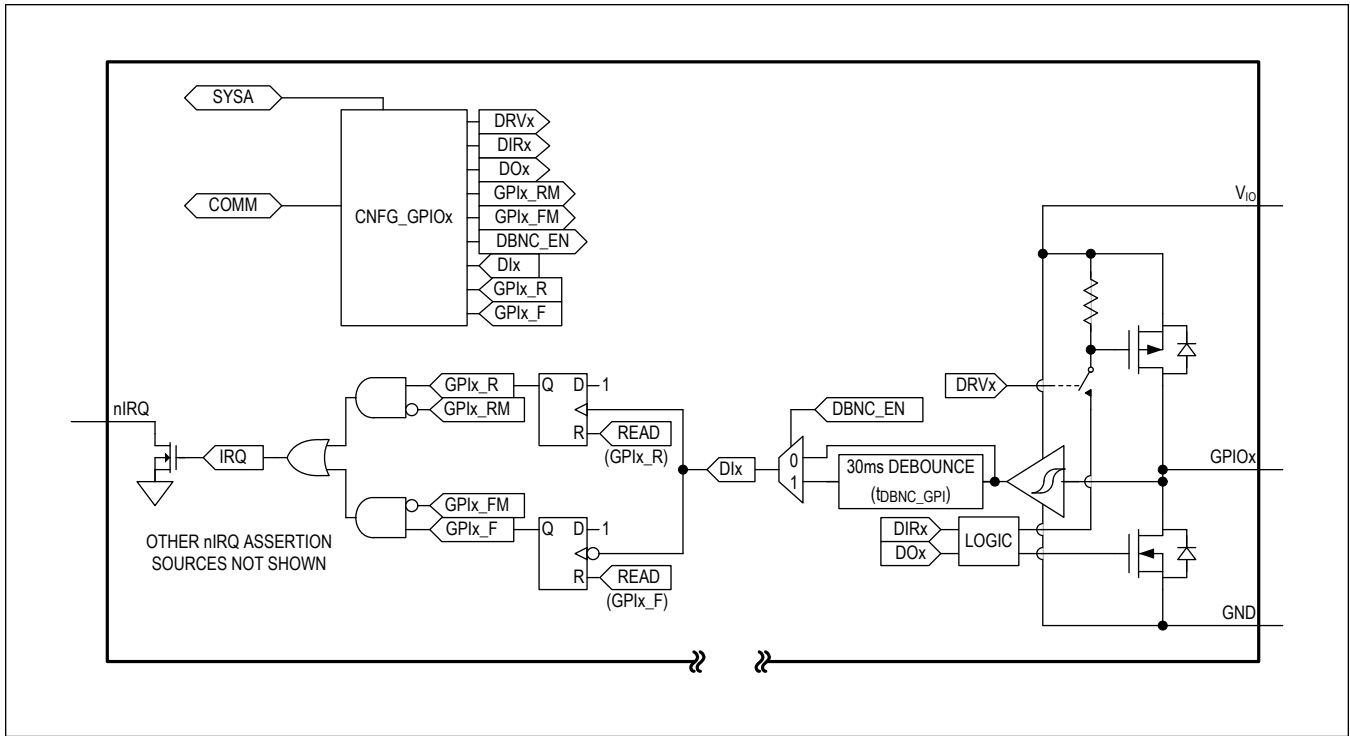 SYSA
COMM
CNFG_GPIOx
DRVx
DIRx
DOx
GPIx_RM
GPIx_FM
DBNC_EN
DIx
GPIx_R
GPIx_F
VIO
DRVx
nIRQ
IRQ
GPIx_R
GPIx_RM
Q D 1
R
READ
(GPIx_R)
GPIx_FM
GPIx_F
Q D 1
R
READ
(GPIx_F)
OTHER nIRQ ASSERTION
SOURCES NOT SHOWN
DIx
DBNC_EN
0
1
30ms DEBOUNCE
(tDBNC_GPI)
DIRx
DOx
LOGIC
GPIOx
GND